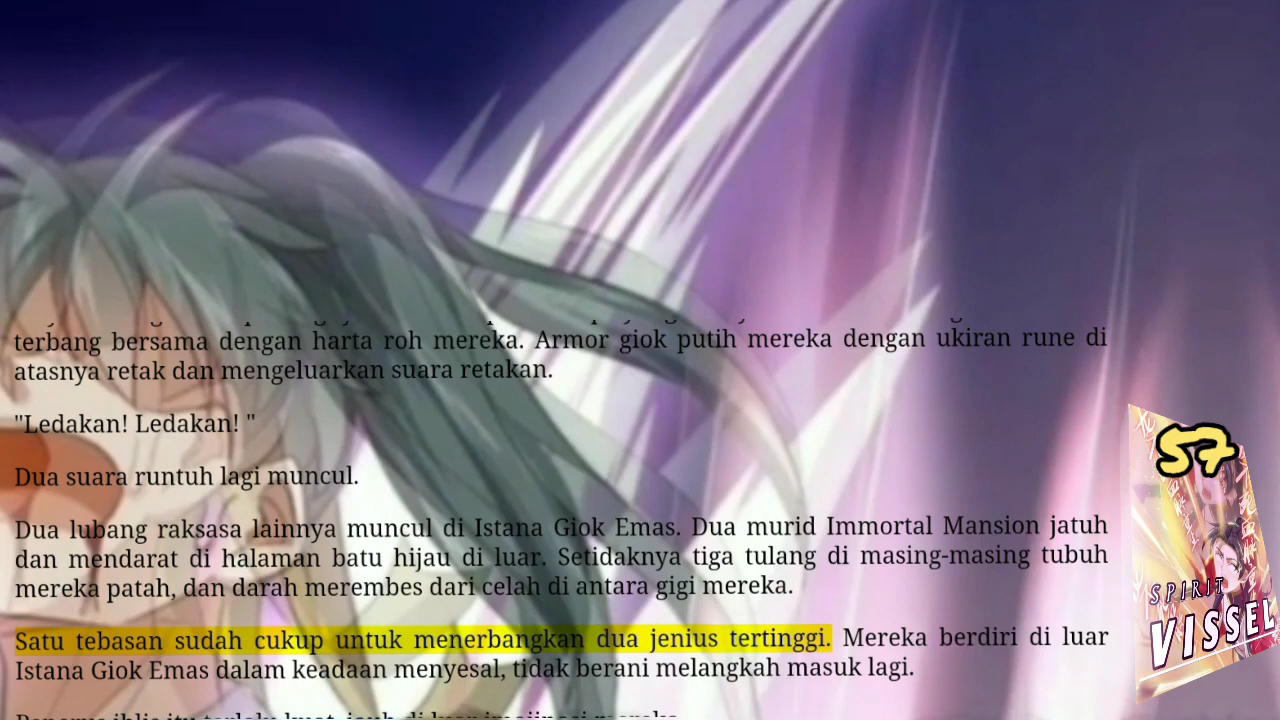 terbang bersama dengan harta roh mereka. Armor giok putih mereka dengan ukiran rune di
atasnya retak dan mengeluarkan suara retakan.
"Ledakan! Ledakan! "
Dua suara runtuh lagi muncul.
Dua lubang raksasa lainnya muncul di Istana Giok Emas. Dua murid Immortal Mansion jatuh
dan mendarat di halaman batu hijau di luar. Setidaknya tiga tulang di masing-masing tubuh
mereka patah, dan darah merembes dari celah di antara gigi mereka.
Satu tebasan sudah cukup untuk menerbangkan dua jenius tertinggi. Mereka berdiri di luar
Istana Giok Emas dalam keadaan menyesal, tidak berani melangkah masuk lagi.
57
SPIRIT
VISSEL